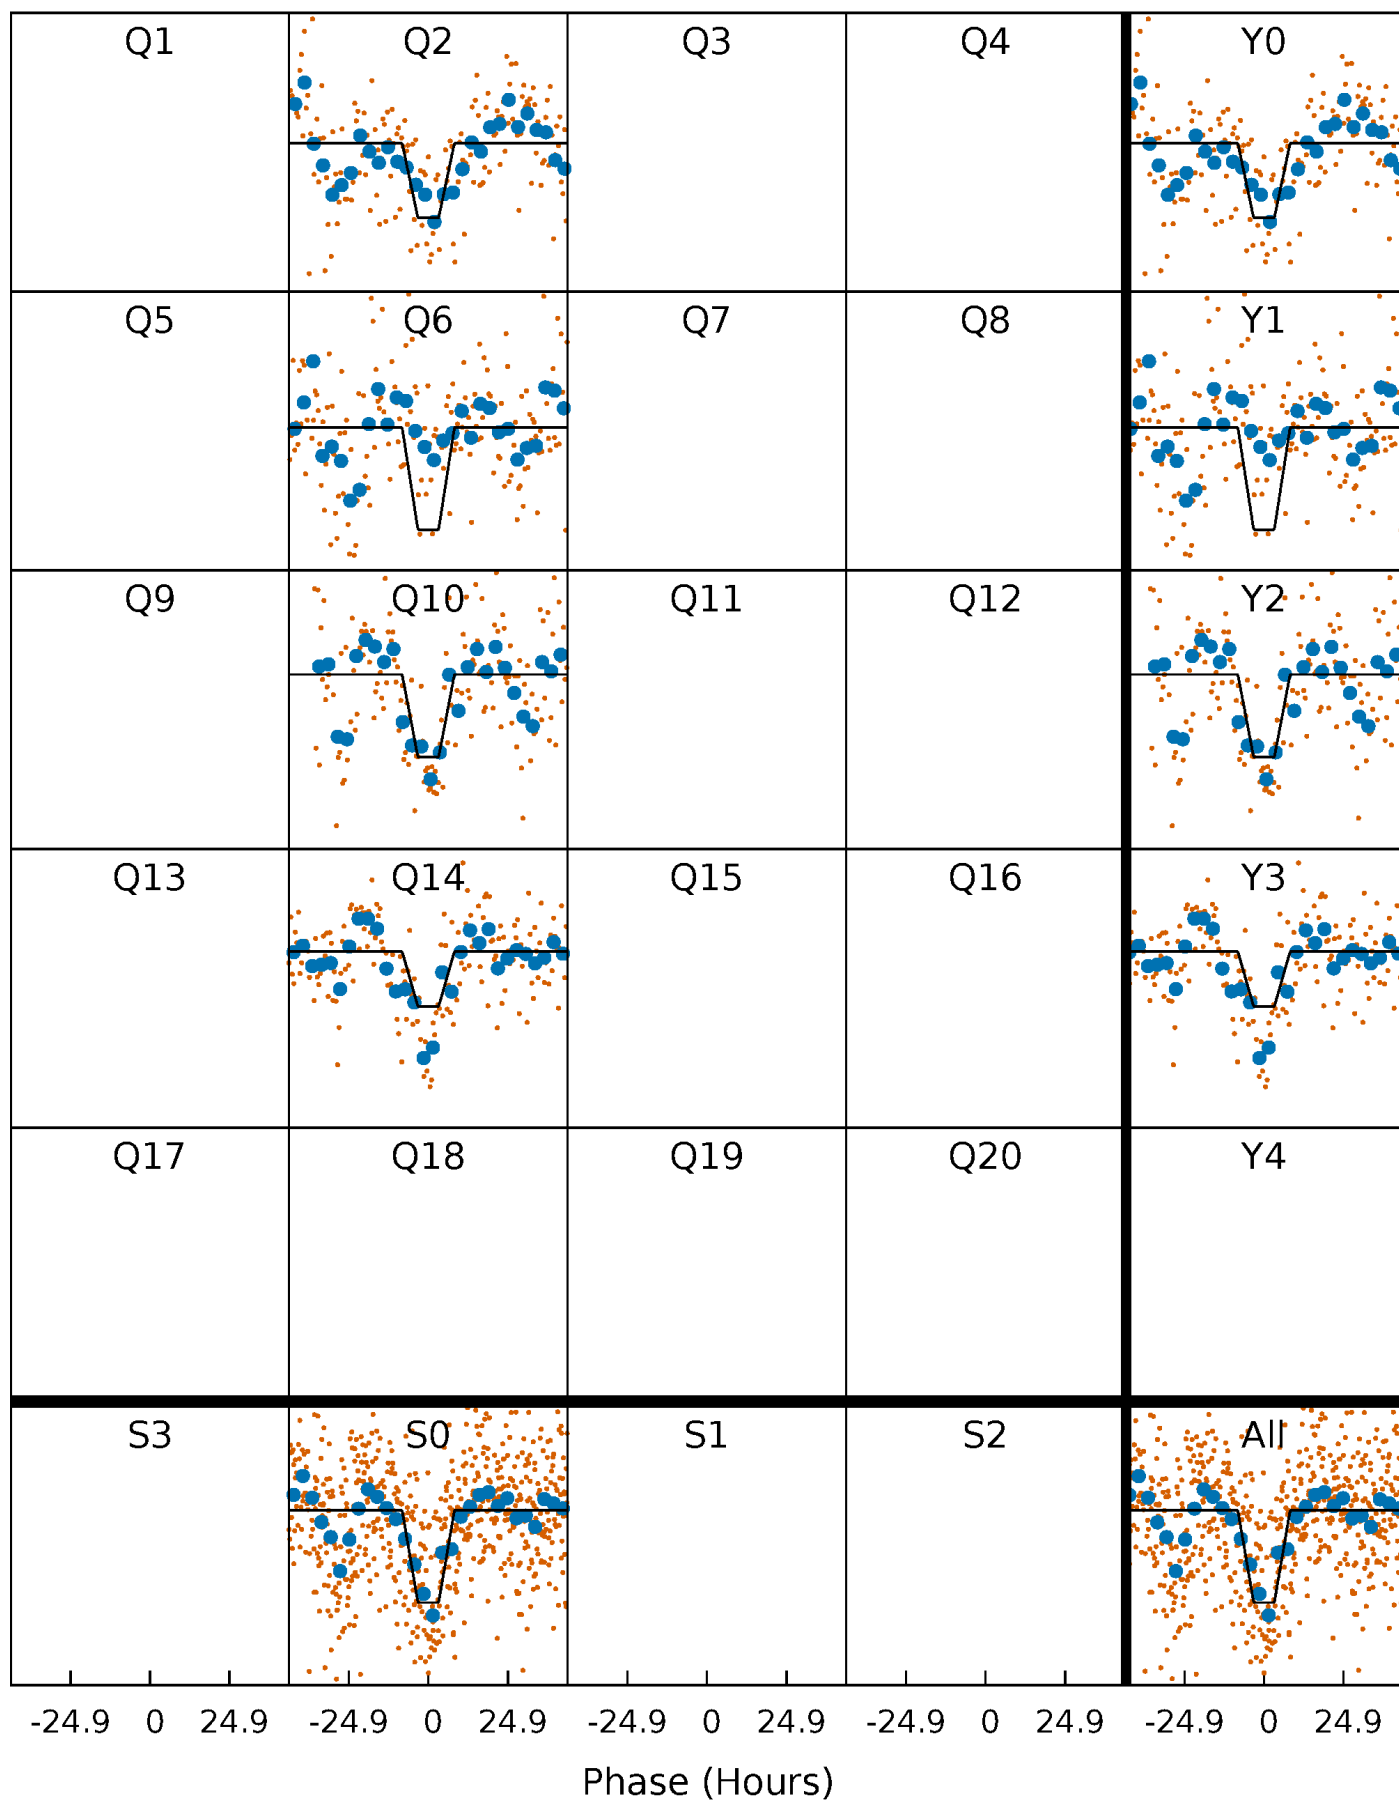 Q1 Q2 Q3 Q4 Y0
Q5 Q6 Q7 Q8 Y1
Q9 Q10 Q11 Q12 Y2
Q13 Q14 Q15 Q16 Y3
Q17 Q18 Q19 Q20 Y4
S3 S0 S1 S2 All
-24.9 0 24.9 -24.9 0 24.9 -24.9 0 24.9 -24.9 0 24.9 -24.9 0 24.9
Phase (Hours)